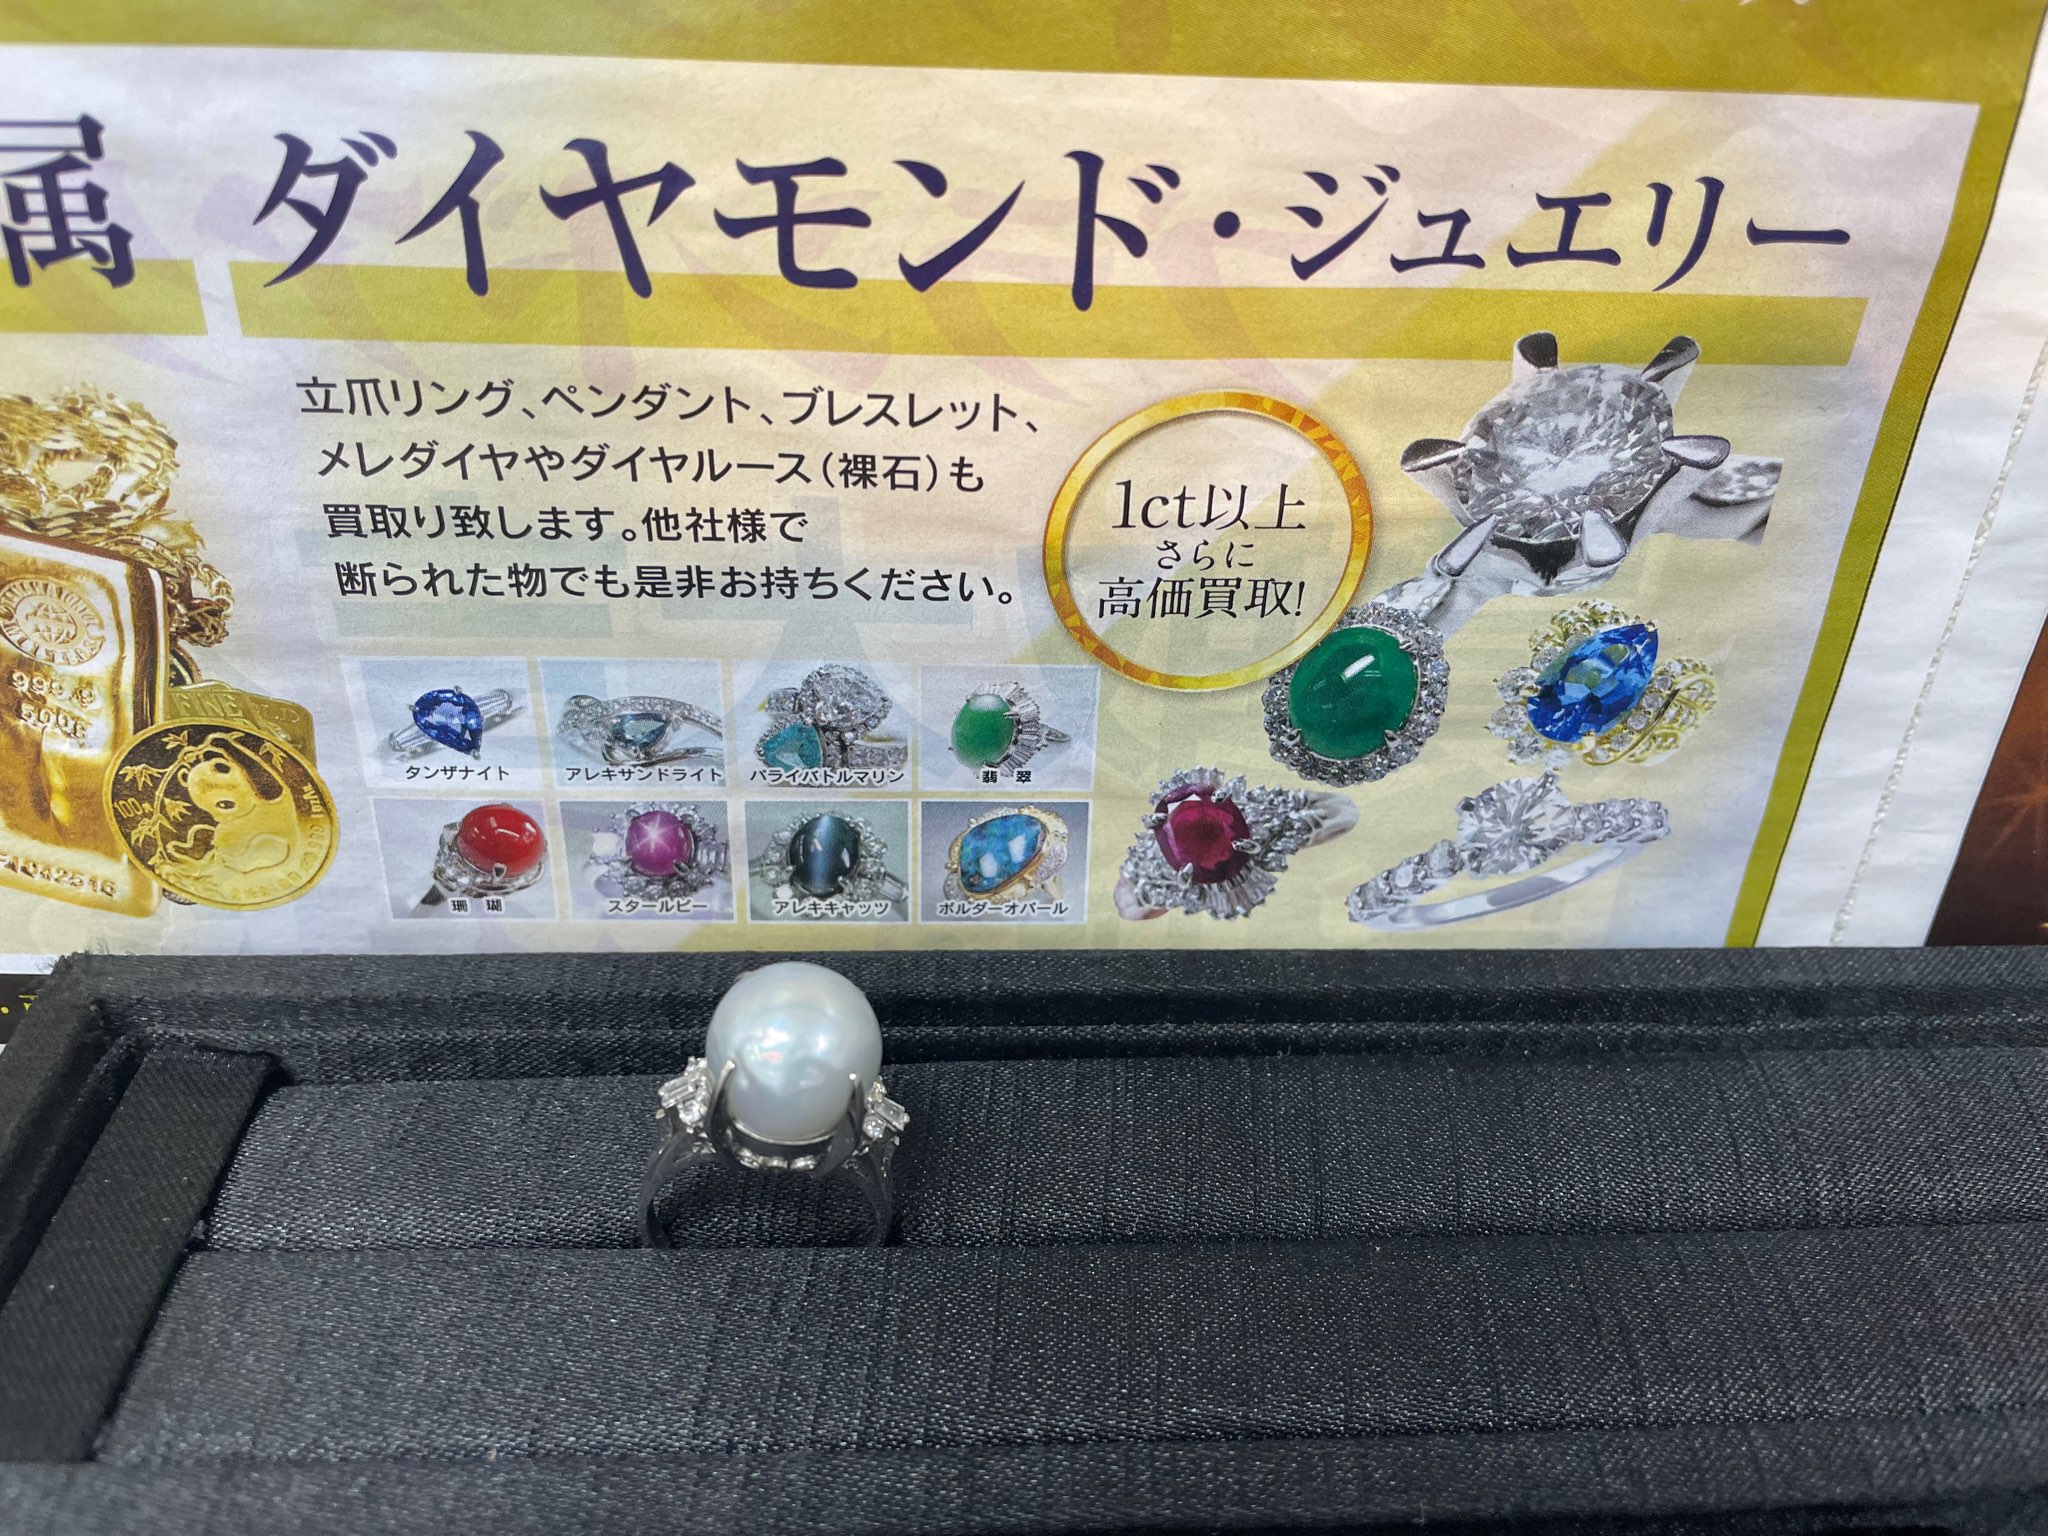 属 ダイヤモンド・ジュエリー
立爪リング、ペンダント、ブレスレット、
メレダイヤやダイヤルース（裸石）も
買取り致します。他社様で
断られた物でも是非お持ちください。
1ct以上
さらに
高価買取!
タンザナイト アレキサンドライト パライバトルマリン 翡翠
珊瑚 スタールビー アレキキャッツ ボルダーオパール
999.9
500g
FINE
100